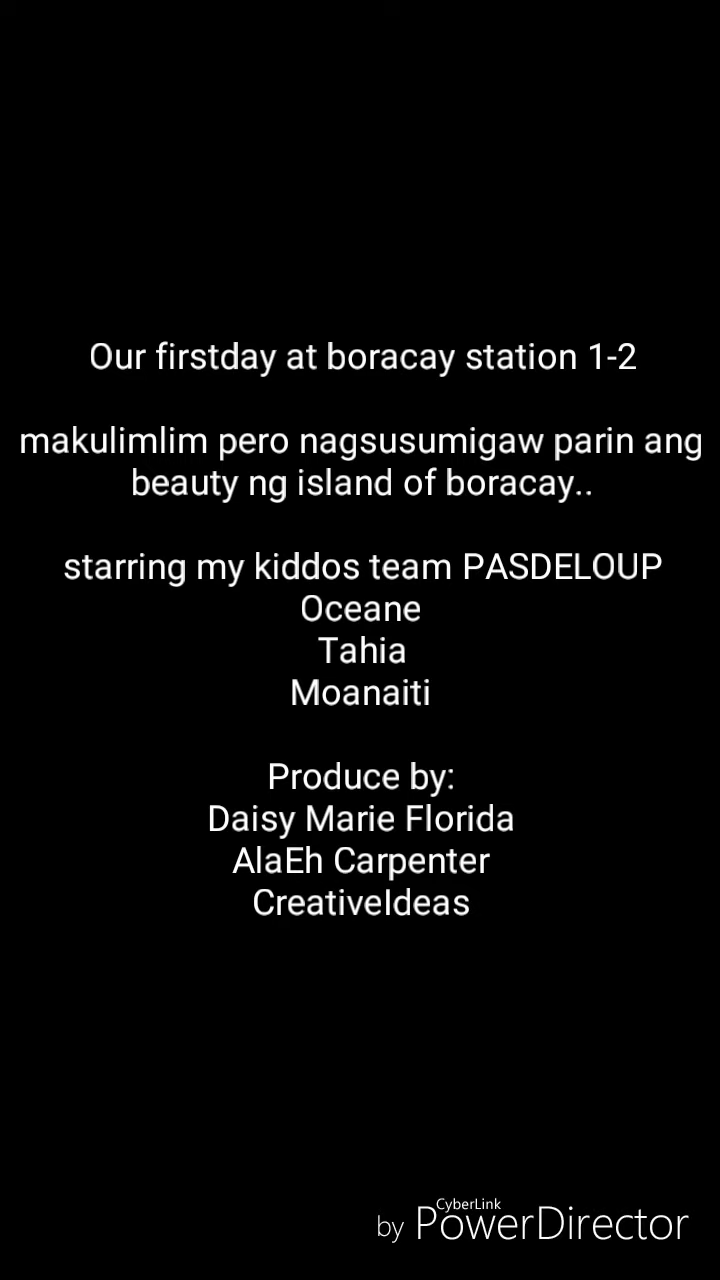 Our firstday at boracay station 1-2
makulimlim pero nagsusumigaw parin ang
beauty ng island of boracay..
starring my kiddos team PASDELOUP
Oceane
Tahia
Moanaiti
Produce by:
Daisy Marie Florida
AlaEh Carpenter
CreativeIdeas
CyberLink
by PowerDirector